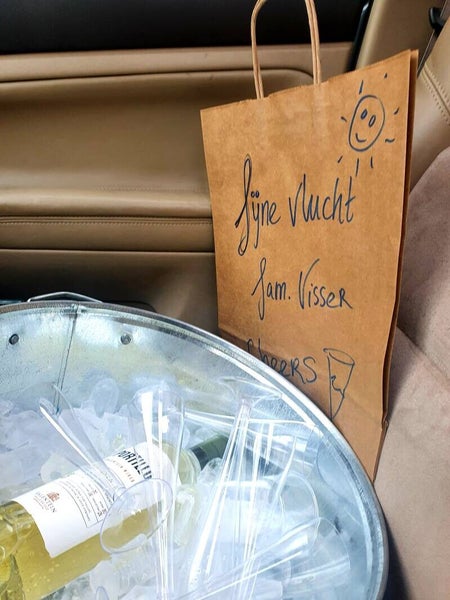 fijne vlucht
fam. Visser
Cheers